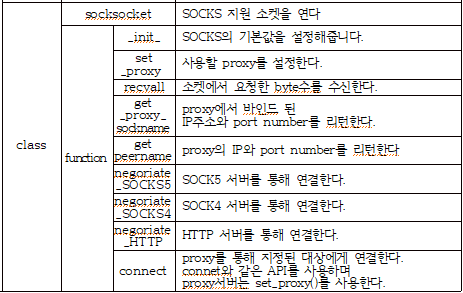 socksocket SOCKS 지원 소켓을 연다
_init_ SOCKS의 기본값을 설정해줍니다.
set
_proxy 사용할 proxy를 설정한다.
recvall 소켓에서 요청한 byte수를 수신한다.
get
_proxy_
sockname
proxy에서 바인드 된
IP주소와 port number를 리턴한다.
class
function
get
peername proxy의 IP와 port number를 리턴한다
negoriate
_SOCKS5 SOCK5 서버를 통해 연결한다.
negoriate
_SOCKS4 SOCK4 서버를 통해 연결한다.
negoriate
_HTTP HTTP 서버를 통해 연결한다.
connect
proxy를 통해 지정된 대상에게 연결한다.
connet와 같은 API를 사용하며
proxy서버는 set_proxy()를 사용한다.